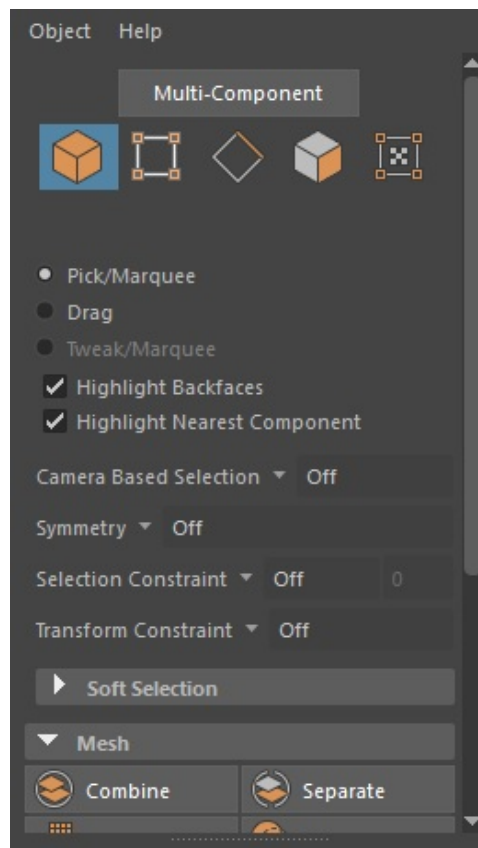 Object Help
Multi-Component
Pick/Marquee
Drag
Tweak/Marquee
Highlight Backfaces
Highlight Nearest Component
Camera Based Selection Off
Symmetry Off
Selection Constraint Off 0
Transform Constraint Off
Soft Selection
Mesh
Combine Separate